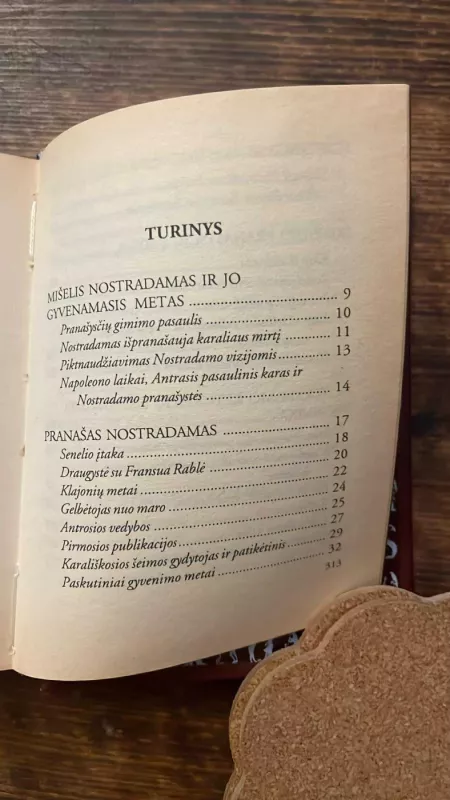 TURINYS
MIŠELIS NOSTRADAMAS IR JO
GYVENAMASIS METAS ........................................ 9
Pranašysčių gimimo pasaulis ........................................ 10
Nostradamas išpranašauja karaliaus mirtį .................... 11
Piktnaudžiavimas Nostradamo vizijomis .................... 13
Napoleono laikai, Antrasis pasaulinis karas ir
Nostradamo pranašystės ........................................ 14
PRANAŠAS NOSTRADAMAS ........................................ 17
Senelio įtaka ........................................ 18
Draugystė su Fransua Rablė ........................................ 20
Klajonių metai ........................................ 22
Gelbėtojas nuo maro ........................................ 24
Antrosios vedybos ........................................ 25
Pirmosios publikacijos ........................................ 27
Karališkosios šeimos gydytojas ir patikėtinis .................... 29
Paskutiniai gyvenimo metai ........................................ 32
313